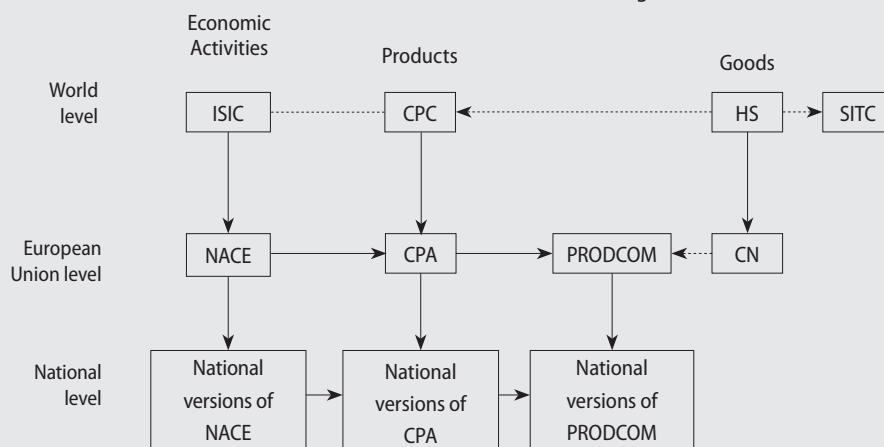 Economic
Activities
Products
Goods
World
level
ISIC
CPC
HS
SITC
European
Union level
NACE
CPA
PRODCOM
CN
National
level
National
versions of
NACE
National
versions of
CPA
National
versions of
PRODCOM